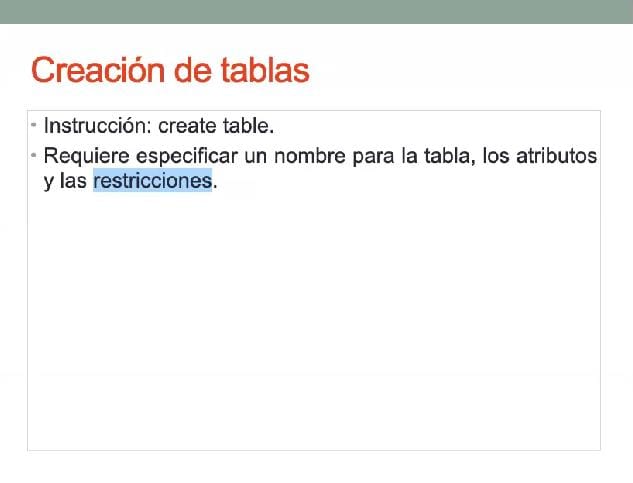 Creación de tablas
Instrucción: create table.
Requiere especificar un nombre para la tabla, los atributos
y las restricciones.